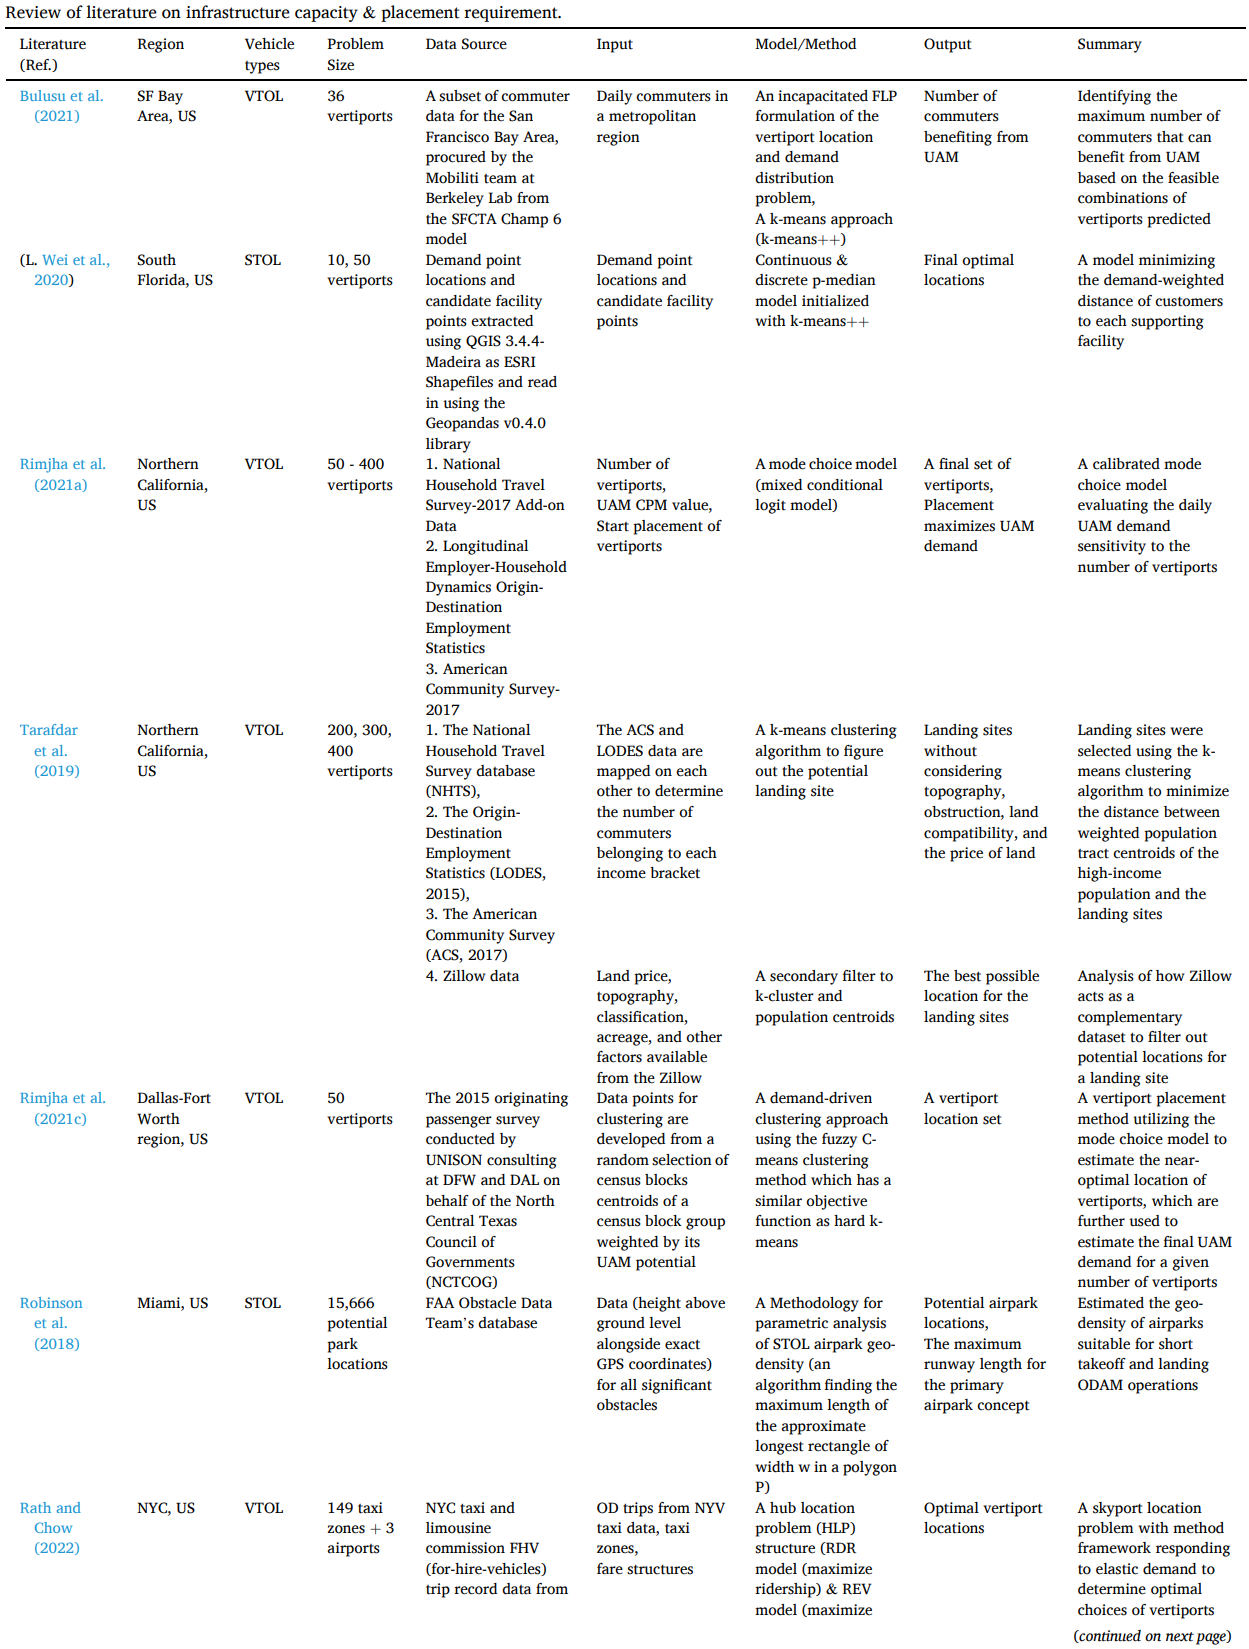 Review of literature on infrastructure capacity & placement requirement.
Literature
(Ref.)
Region
Vehicle
types
Problem
Size
Data Source
Input
Model/Method
Output
Summary
Bulusu et al.
(2021)
SF Bay
Area, US
VTOL
36
vertiports
A subset of commuter
data for the San
Francisco Bay Area,
procured by the
Mobiliti team at
Berkeley Lab from
the SFCTA Champ 6
model
Daily commuters in
a metropolitan
region
An incapacitated FLP
formulation of the
vertiport location
and demand
distribution
problem,
A k-means approach
(k-means++)
Number of
commuters
benefiting from
UAM
Identifying the
maximum number of
commuters that can
benefit from UAM
based on the feasible
combinations of
vertiports predicted
(L. Wei et al.,
2020)
South
Florida, US
STOL
10, 50
vertiports
Demand point
locations and
candidate facility
points extracted
using QGIS 3.4.4-
Madeira as ESRI
Shapefiles and read
in using the
Geopandas v0.4.0
library
Demand point
locations and
candidate facility
points
Continuous &
discrete p-median
model initialized
with k-means++
Final optimal
locations
A model minimizing
the demand-weighted
distance of customers
to each supporting
facility
Rimjha et al.
(2021a)
Northern
California,
US
VTOL
50 - 400
vertiports
1. National
Household Travel
Survey-2017 Add-on
Data
2. Longitudinal
Employer-Household
Dynamics Origin-
Destination
Employment
Statistics
3. American
Community Survey-
2017
Number of
vertiports,
UAM CPM value,
Start placement of
vertiports
A mode choice model
(mixed conditional
logit model)
A final set of
vertiports,
Placement
maximizes UAM
demand
A calibrated mode
choice model
evaluating the daily
UAM demand
sensitivity to the
number of vertiports
Tarafdar
et al.
(2019)
Northern
California,
US
VTOL
200, 300,
400
vertiports
1. The National
Household Travel
Survey database
(NHTS),
2. The Origin-
Destination
Employment
Statistics (LODES,
2015),
3. The American
Community Survey
(ACS, 2017)
The ACS and
LODES data are
mapped on each
other to determine
the number of
commuters
belonging to each
income bracket
A k-means clustering
algorithm to figure
out the potential
landing site
Landing sites
without
considering
topography,
obstruction, land
compatibility, and
the price of land
Landing sites were
selected using the k-
means clustering
algorithm to minimize
the distance between
weighted population
tract centroids of the
high-income
population and the
landing sites
4. Zillow data
Land price,
topography,
classification,
acreage, and other
factors available
from the Zillow
A secondary filter to
k-cluster and
population centroids
The best possible
location for the
landing sites
Analysis of how Zillow
acts as a
complementary
dataset to filter out
potential locations for
a landing site
Rimjha et al.
(2021c)
Dallas-Fort
Worth
region, US
VTOL
50
vertiports
The 2015 originating
passenger survey
conducted by
UNISON consulting
at DFW and DAL on
behalf of the North
Central Texas
Council of
Governments
(NCTCOG)
Data points for
clustering are
developed from a
random selection of
census blocks
centroids of a
census block group
weighted by its
UAM potential
A demand-driven
clustering approach
using the fuzzy C-
means clustering
method which has a
similar objective
function as hard k-
means
A vertiport
location set
A vertiport placement
method utilizing the
mode choice model to
estimate the near-
optimal location of
vertiports, which are
further used to
estimate the final UAM
demand for a given
number of vertiports
Robinson
et al.
(2018)
Miami, US
STOL
15,666
potential
park
locations
FAA Obstacle Data
Team's database
Data (height above
ground level
alongside exact
GPS coordinates)
for all significant
obstacles
A Methodology for
parametric analysis
of STOL airpark geo-
density (an
algorithm finding the
maximum length of
the approximate
longest rectangle of
width w in a polygon
P)
Potential airpark
locations,
The maximum
runway length for
the primary
airpark concept
Estimated the geo-
density of airparks
suitable for short
takeoff and landing
ODAM operations
Rath and
Chow
(2022)
NYC, US
VTOL
149 taxi
zones + 3
airports
NYC taxi and
limousine
commission FHV
(for-hire-vehicles)
trip record data from
OD trips from NYV
taxi data, taxi
zones,
fare structures
A hub location
problem (HLP)
structure (RDR
model (maximize
ridership) & REV
model (maximize
Optimal vertiport
locations
A skyport location
problem with method
framework responding
to elastic demand to
determine optimal
choices of vertiports
(continued on next page)